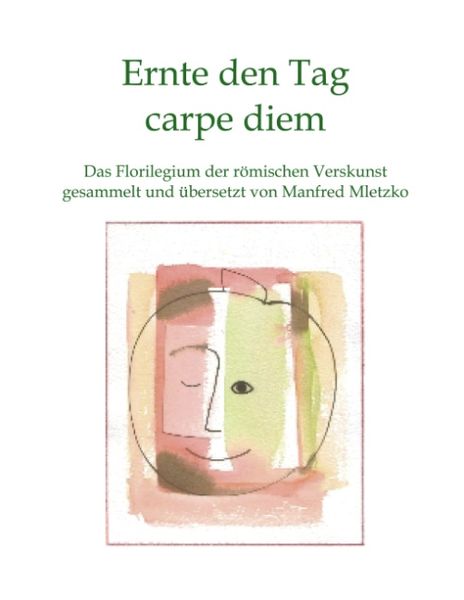 Ernte den Tag
carpe diem
Das Florilegium der römischen Verskunst
gesammelt und übersetzt von Manfred Mletzko